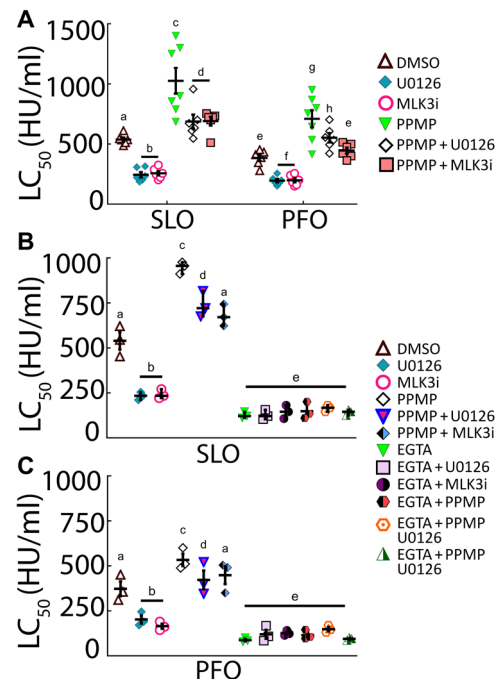 A
LC50 (HU/ml)
1500
1000
500
0
a
b
c
d
e
f
g
h
e
SLO
PFO
DMSO
U0126
MLK3i
PPMP
PPMP + U0126
PPMP + MLK3i
B
LC50 (HU/ml)
1000
750
500
250
0
a
b
c
d
a
e
SLO
C
LC50 (HU/ml)
1000
750
500
250
0
a
b
c
d
a
e
PFO
DMSO
U0126
MLK3i
PPMP
PPMP + U0126
PPMP + MLK3i
EGTA
EGTA + U0126
EGTA + MLK3i
EGTA + PPMP
EGTA + PPMP
U0126
EGTA + PPMP
U0126